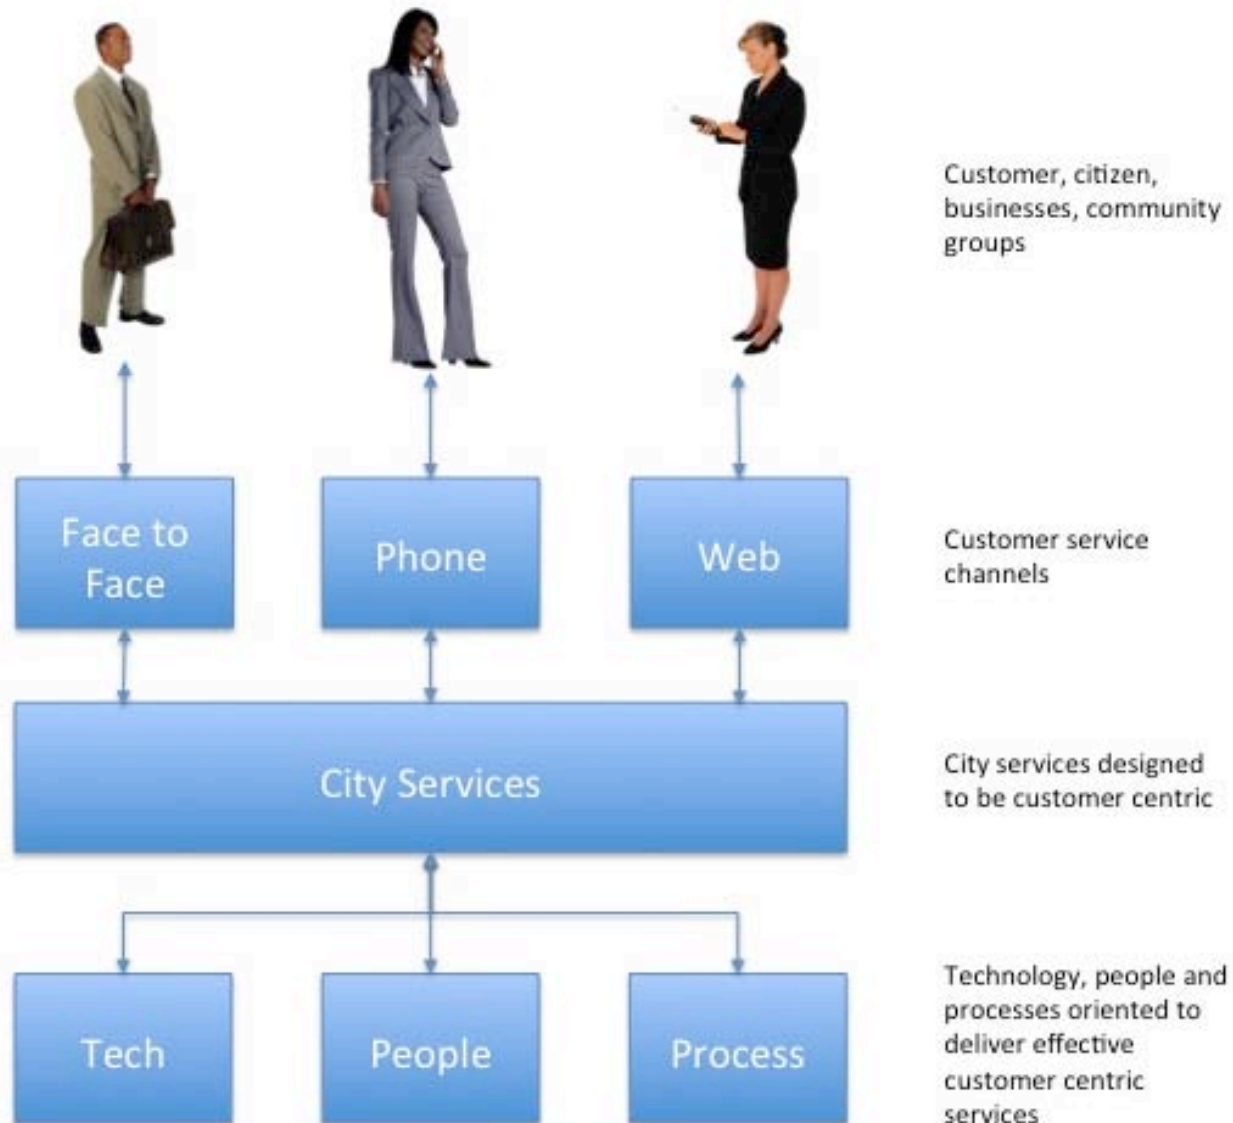 Customer, citizen,
businesses, community
groups
Face to
Face
Phone
Web
Customer service
channels
City Services
City services designed
to be customer centric
Tech
People
Process
Technology, people and
processes oriented to
deliver effective
customer centric
services